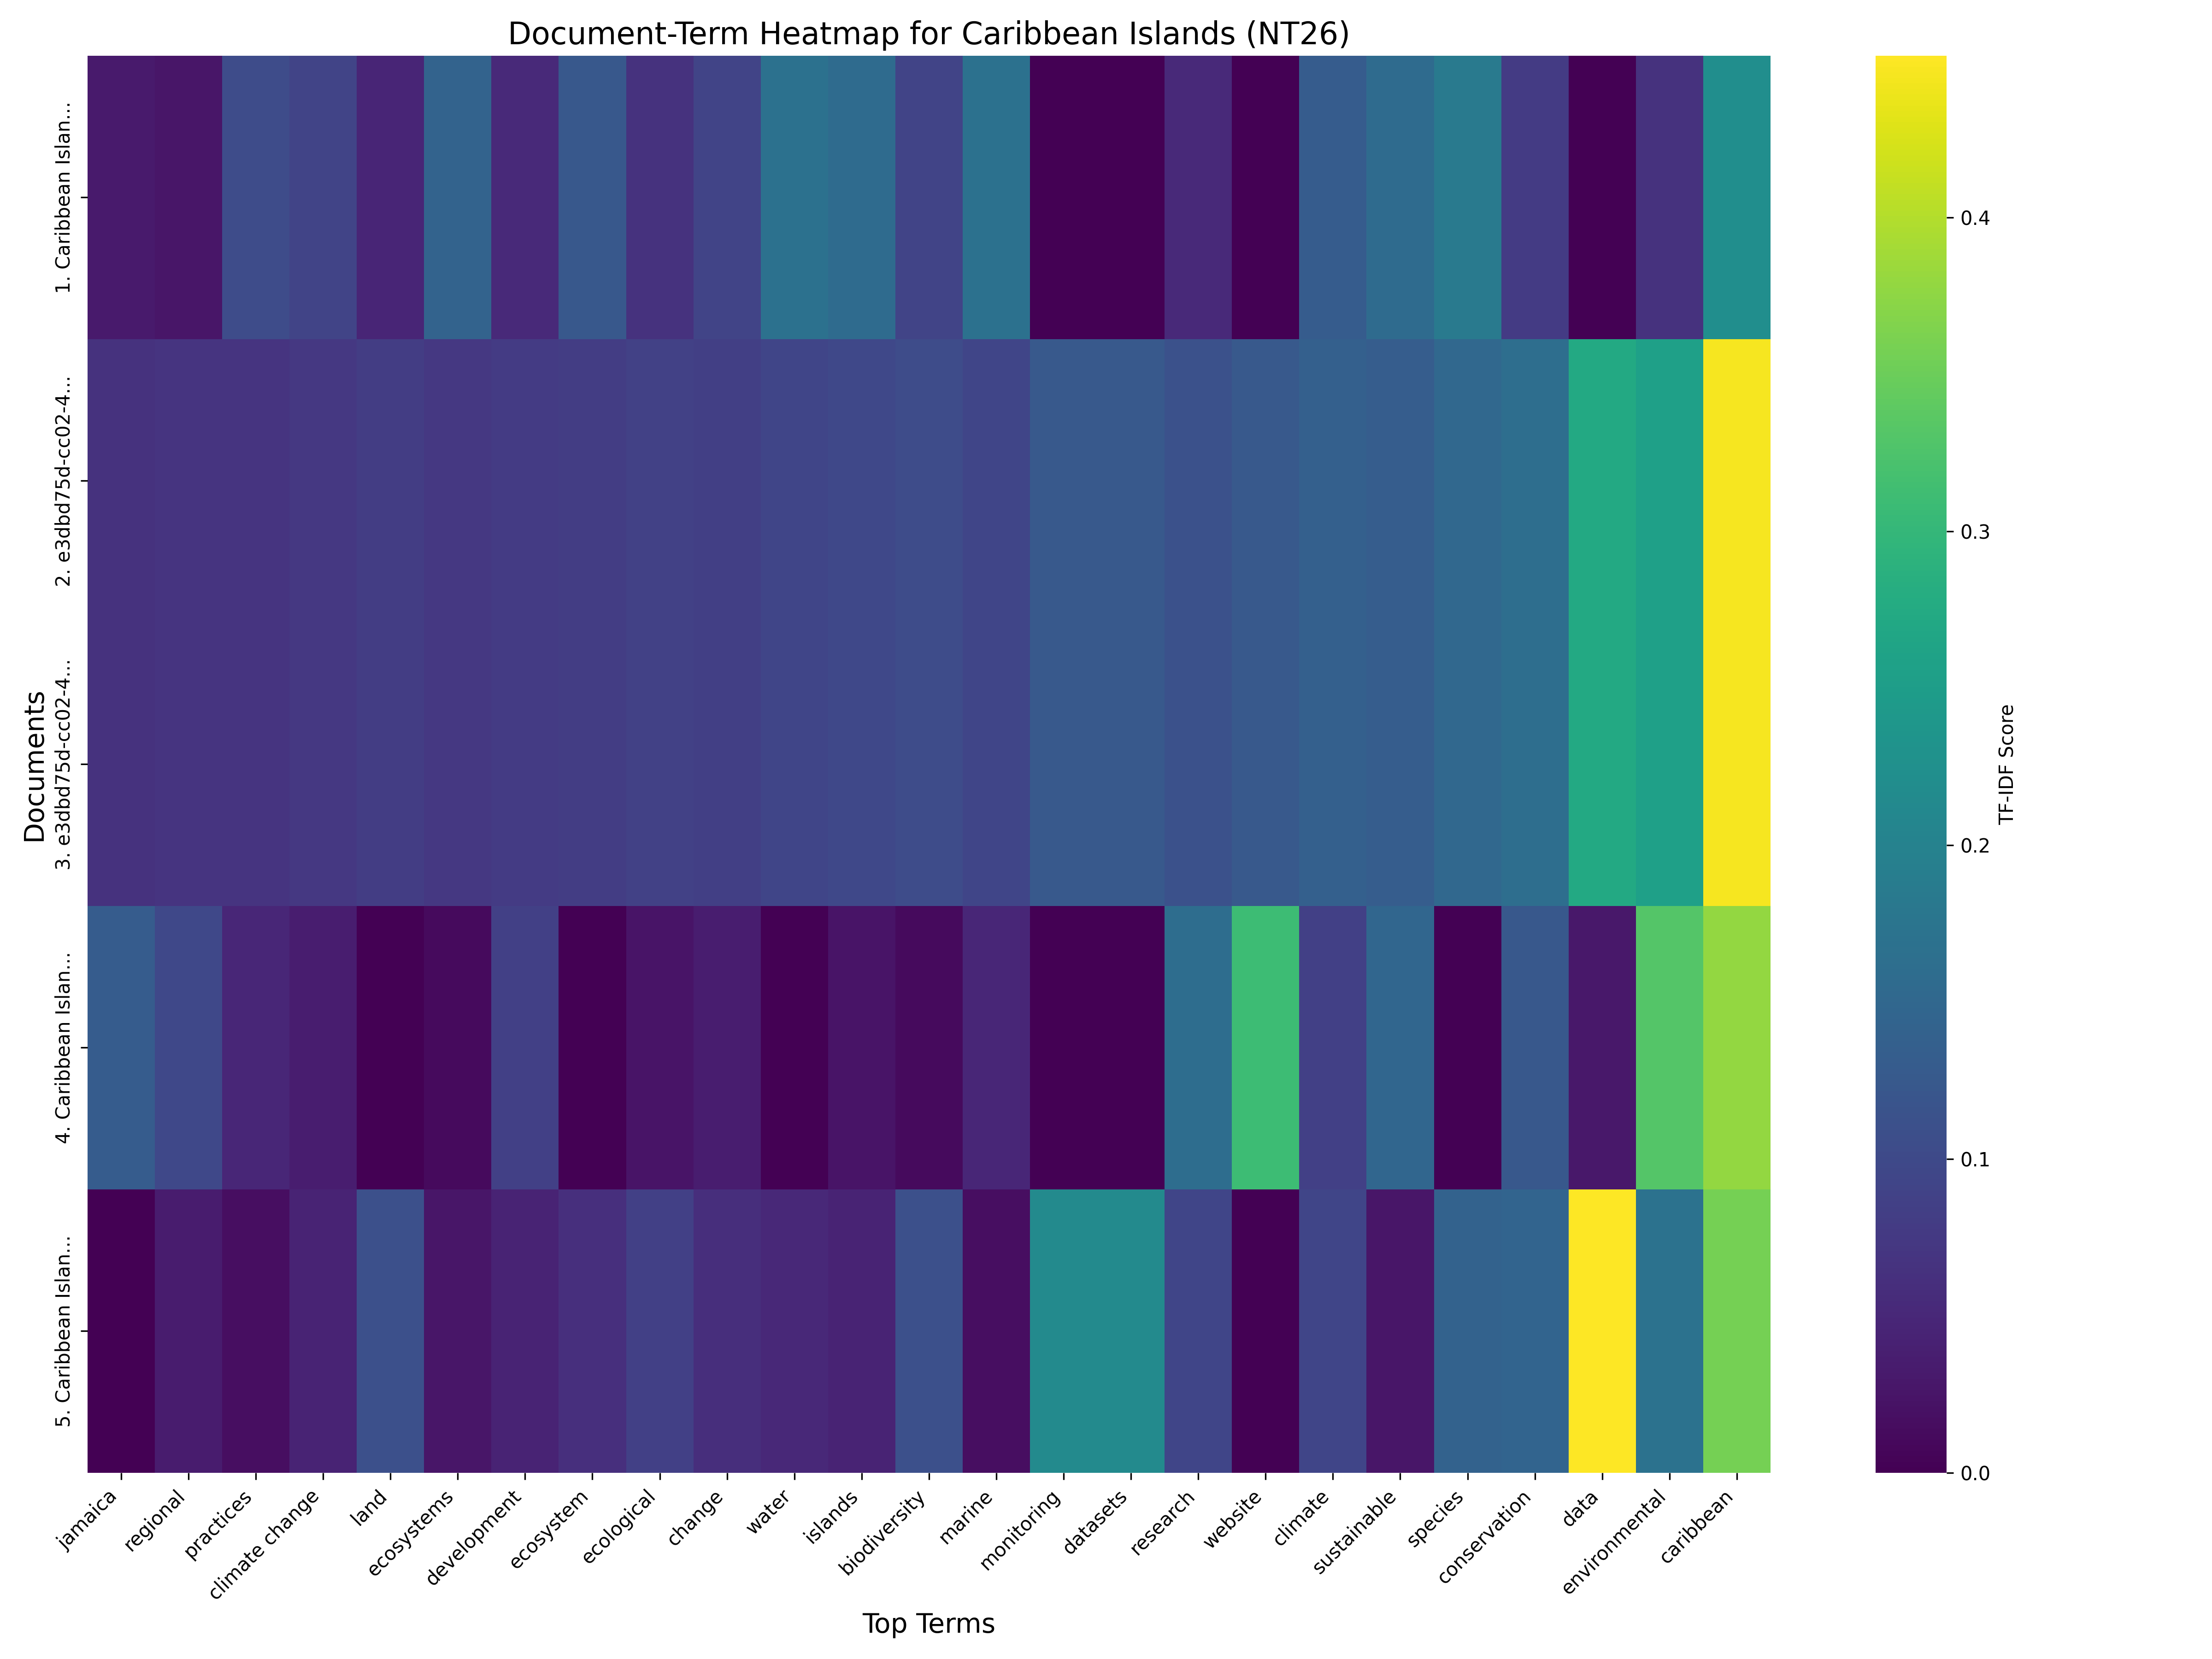 Document-Term Heatmap for Caribbean Islands (NT26)
Documents
1. Caribbean Islan...
2. e3dbd75d-cc02-4...
3. e3dbd75d-cc02-4...
4. Caribbean Islan...
5. Caribbean Islan...
jamaica
regional
practices
climate change
land
ecosystems
development
ecosystem
ecological
change
water
islands
biodiversity
marine
monitoring
datasets
research
website
climate
sustainable
species
conservation
data
environmental
caribbean
Top Terms
0.4
0.3
0.2
0.1
0.0
TF-IDF Score